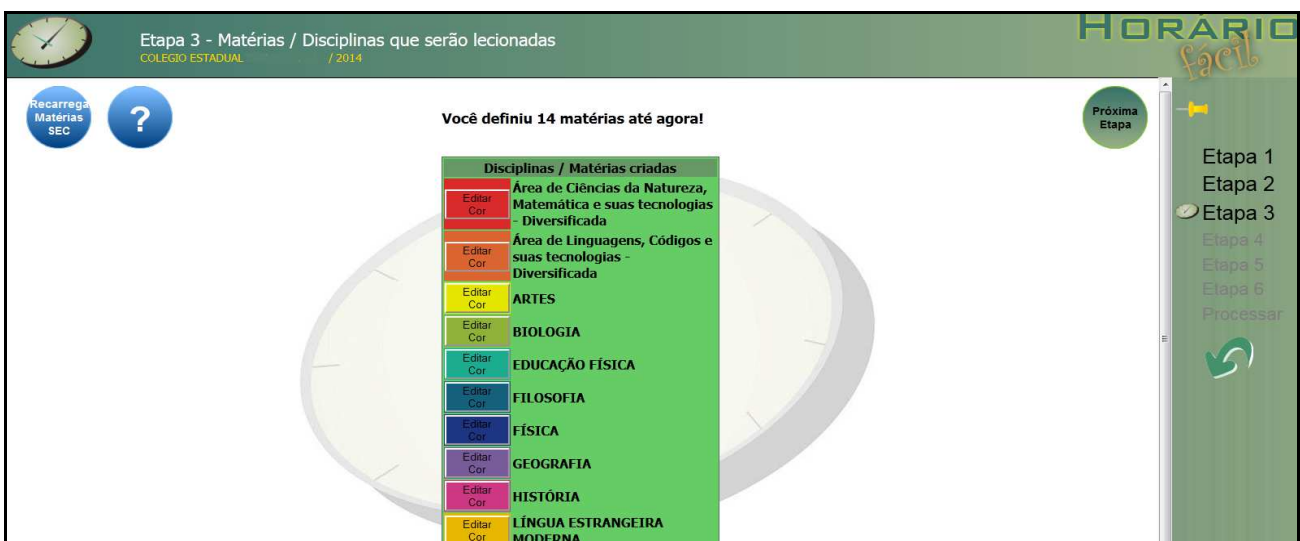 Etapa 3 - Matérias / Disciplinas que serão lecionadas
COLEGIO ESTADUAL / 2014
HORÁRIO
fácil
Recarrega
Matérias
SEC
?
Você definiu 14 matérias até agora!
Próxima
Etapa
Disciplinas / Matérias criadas
Editar
Cor
Área de Ciências da Natureza,
Matemática e suas tecnologias
- Diversificada
Editar
Cor
Área de Linguagens, Códigos e
suas tecnologias -
Diversificada
Editar
Cor
ARTES
Editar
Cor
BIOLOGIA
Editar
Cor
EDUCAÇÃO FÍSICA
Editar
Cor
FILOSOFIA
Editar
Cor
FÍSICA
Editar
Cor
GEOGRAFIA
Editar
Cor
HISTÓRIA
Editar
Cor
LÍNGUA ESTRANGEIRA
MODERNA
Etapa 1
Etapa 2
Etapa 3
Etapa 4
Etapa 5
Etapa 6
Processar